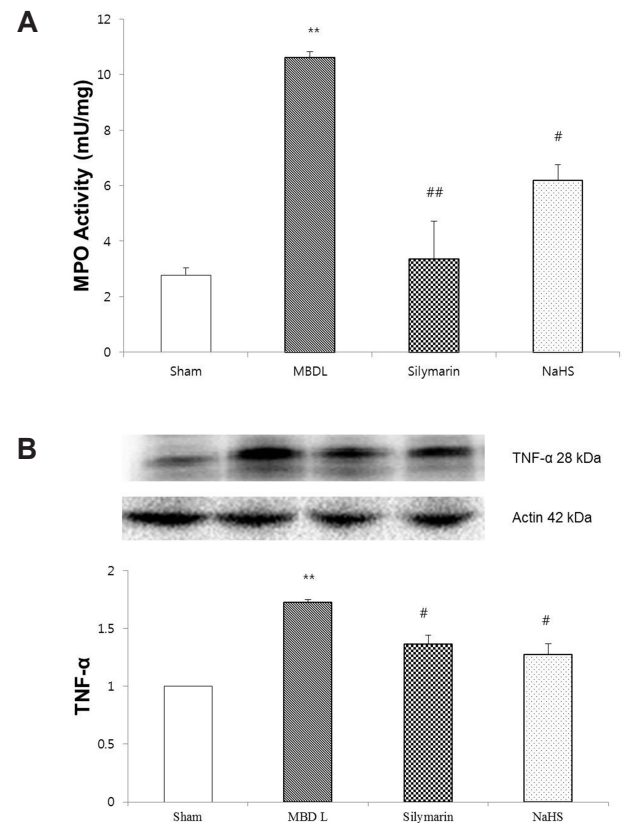 A
12
**
10
MPO Activity (mU/mg)
8
#
6
##
4
2
0
Sham MBDL Silymarin NaHS
B
TNF-α 28 kDa
Actin 42 kDa
2
**
1.5
#
#
TNF-α
1
0.5
0
Sham MBD L Silymarin NaHS